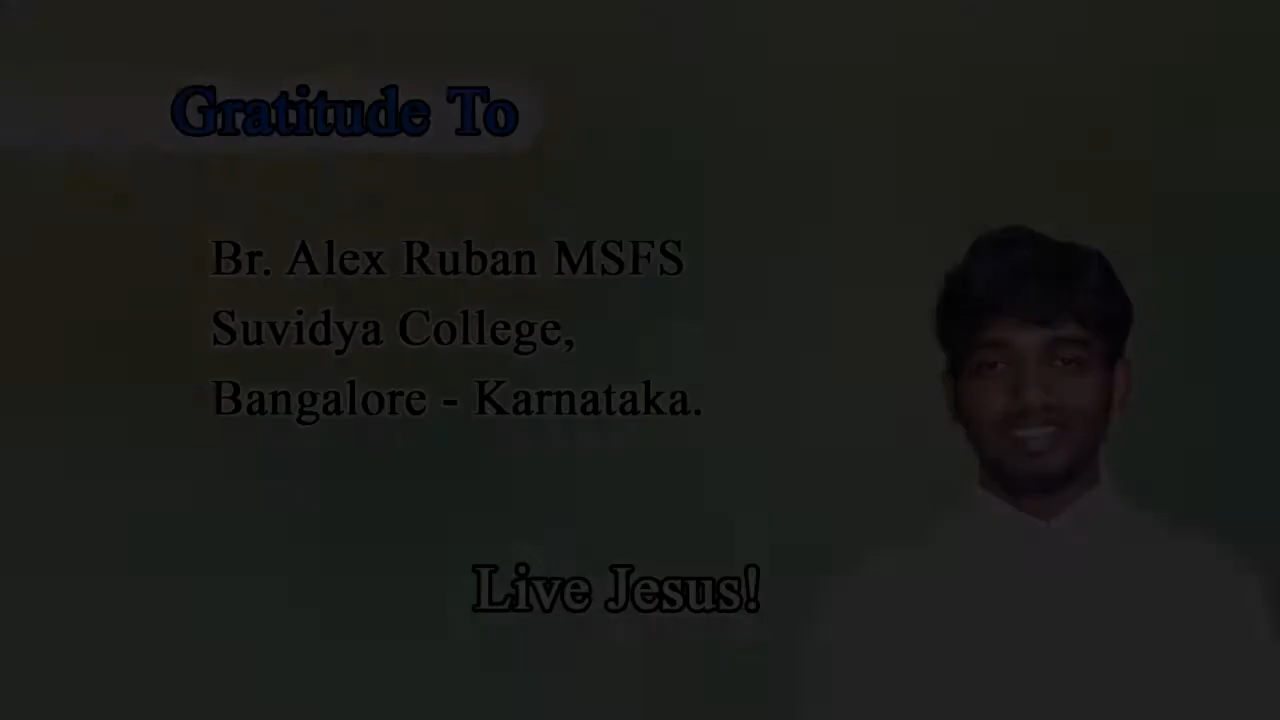 Gratitude To
Br. Alex Ruban MSFS
Suvidya College,
Bangalore - Karnataka.
Live Jesus!